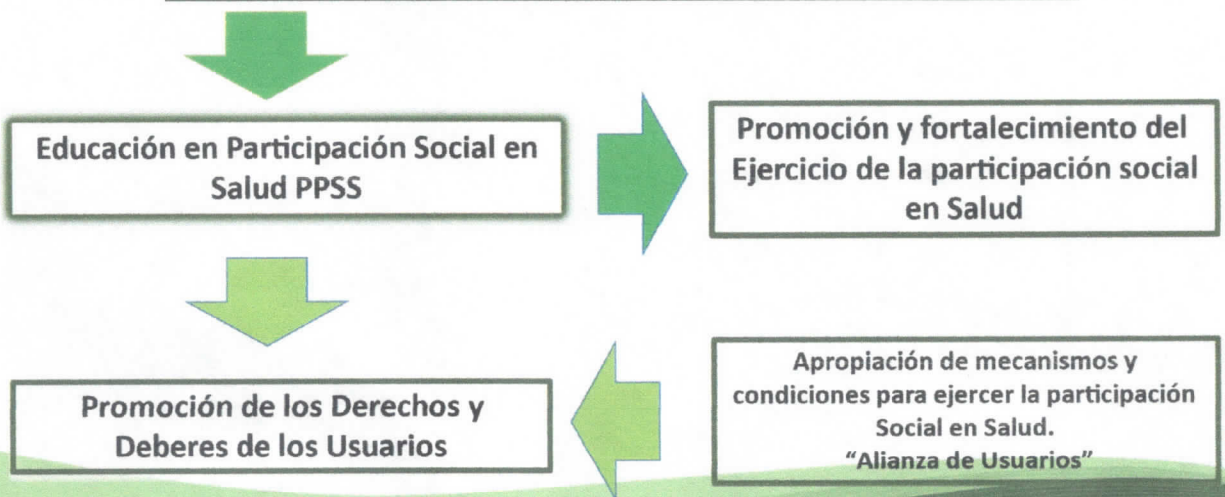 Educación en Participación Social en
Salud PPSS
Promoción y fortalecimiento del
Ejercicio de la participación social
en Salud
Promoción de los Derechos y
Deberes de los Usuarios
Apropiación de mecanismos y
condiciones para ejercer la participación
Social en Salud.
“Alianza de Usuarios”